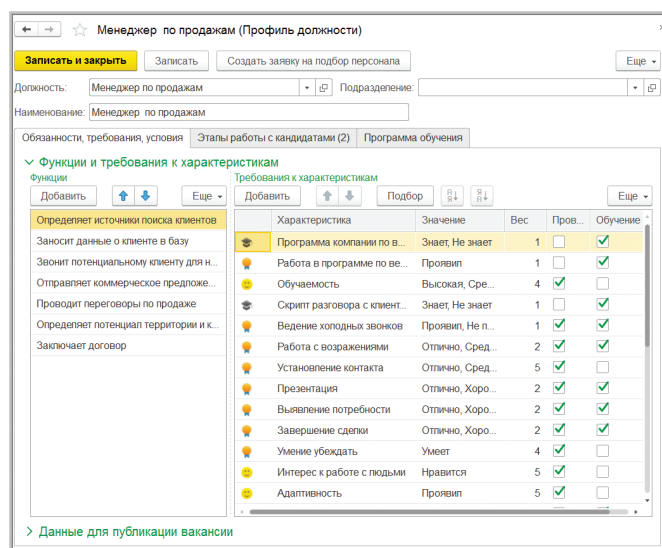 Менеджер по продажам (Профиль должности)
Записать и закрыть Записать Создать заявку на подбор персонала Еще
Должность: Менеджер по продажам Подразделение:
Наименование: Менеджер по продажам
Обязанности, требования, условия Этапы работы с кандидатами (2) Программа обучения
Функции и требования к характеристикам
Функции Требования к характеристикам
Добавить Еще Добавить Подбор Еще
Определяет источники поиска клиентов
Заносит данные о клиенте в базу
Звонит потенциальному клиенту для н...
Отправляет коммерческое предложе...
Проводит переговоры по продаже
Определяет потенциал территории и к...
Заключает договор
Характеристика Значение Вес Пров... Обучение
Программа компании по в... Знает, Не знает 1
Работа в программе по ве... Проявил 1
Обучаемость Высокая, Сре... 4
Скрипт разговора с клиент... Знает, Не знает 1
Ведение холодных звонков Проявил, Не п... 1
Работа с возражениями Отлично, Сред... 2
Установление контакта Отлично, Сред... 5
Презентация Отлично, Хоро... 2
Выявление потребности Отлично, Хоро... 2
Завершение сделки Отлично, Хоро... 2
Умение убеждать Умеет 4
Интерес к работе с людьми Нравится 5
Адаптивность Проявил 5
Данные для публикации вакансии